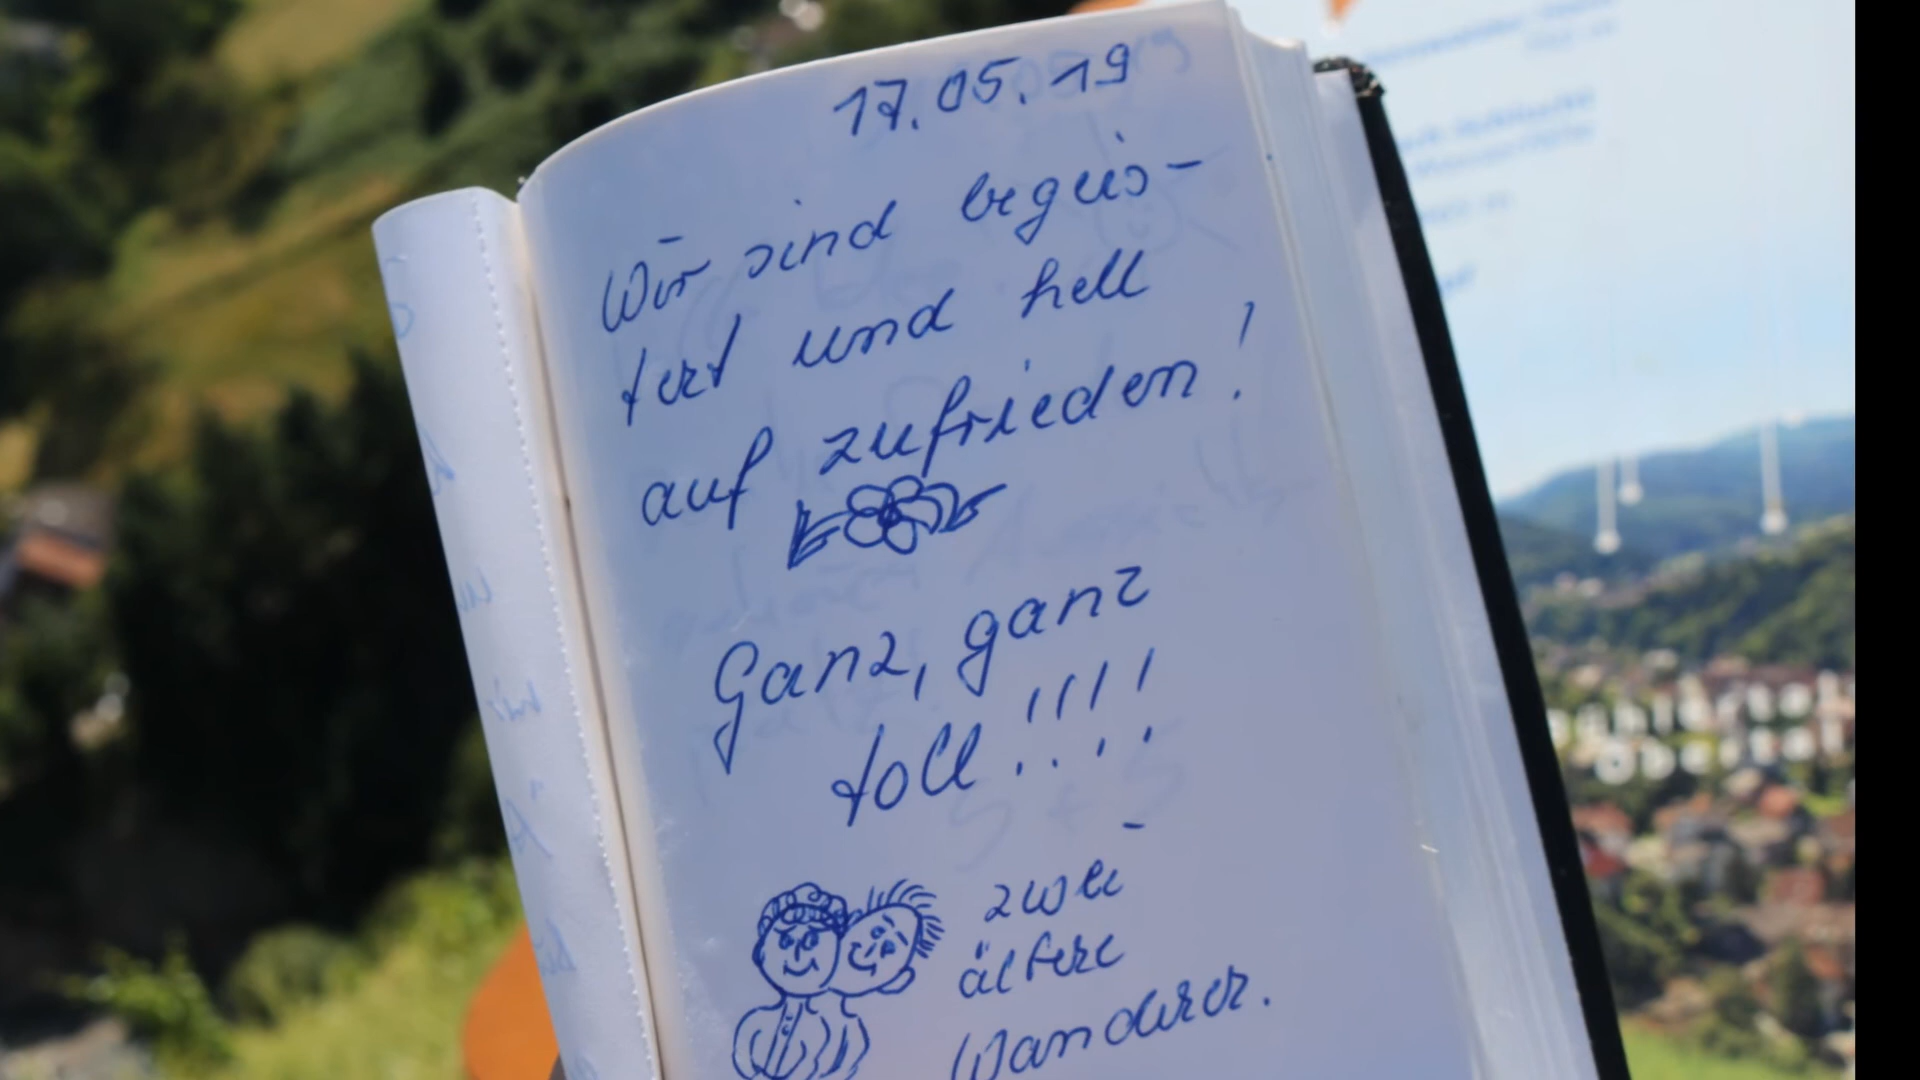 17.05.19
Wir sind begeis-
tert und hell
auf zufrieden!
Ganz, ganz
toll!!!!
zwei
ältere
Wanderer.